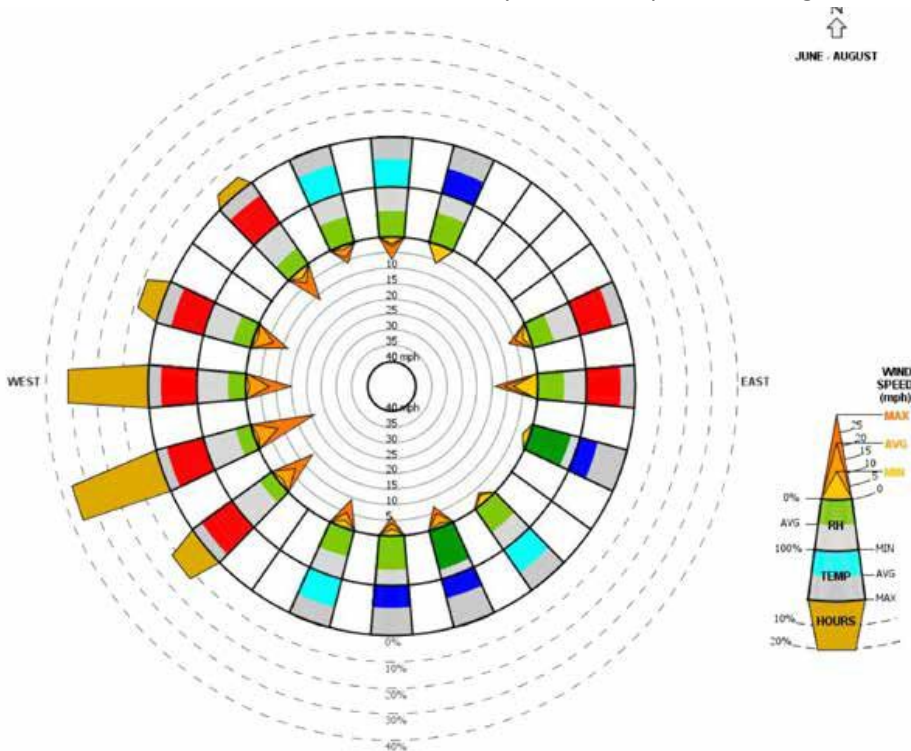 N
JUNE - AUGUST
10
15
20
25
30
35
40 mph
WEST
EAST
40 mph
35
30
25
20
15
10
5
0%
10%
20%
30%
40%
WIND
SPEED
(mph)
MAX
25
20
AVG
15
10
MIN
5
0
0%
AVG
RH
100%
MIN
TEMP
AVG
MAX
HOURS
10%
20%